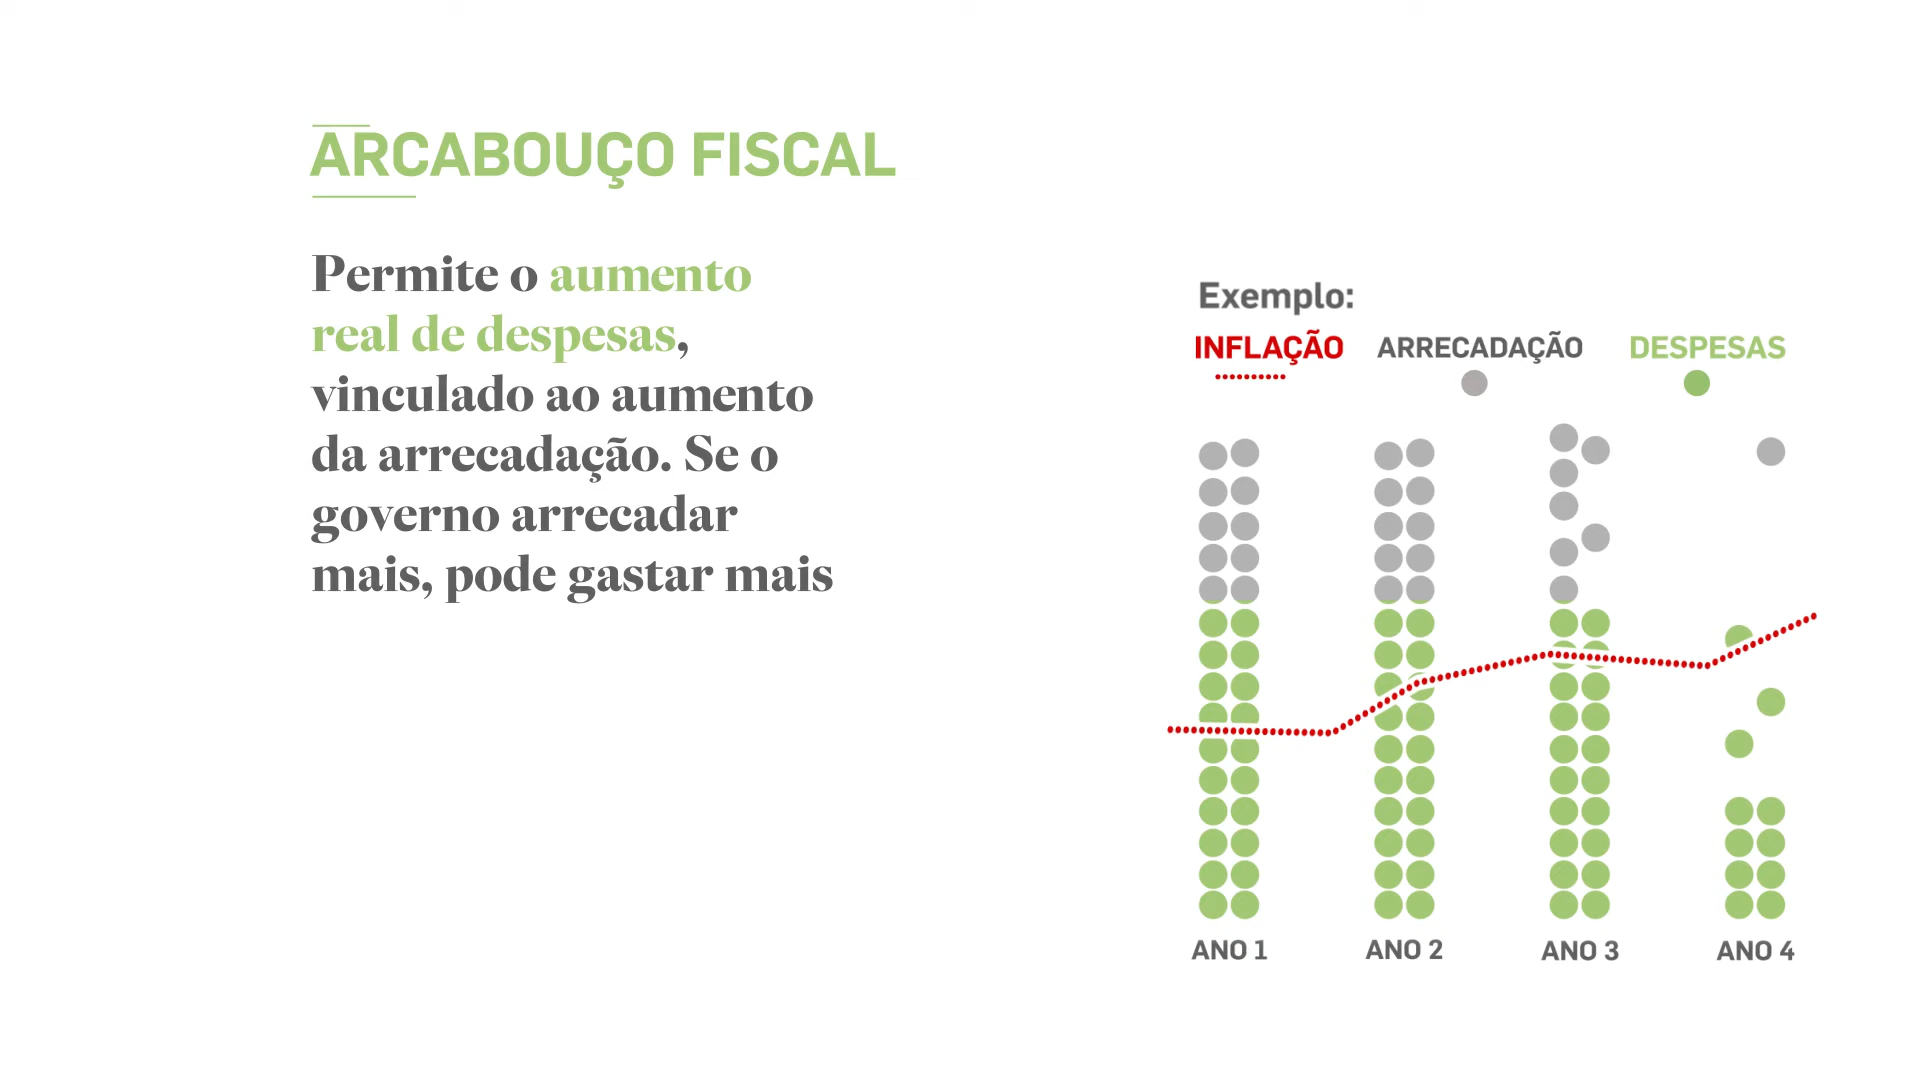 ARCABOUÇO FISCAL
Permite o aumento
real de despesas,
vinculado ao aumento
da arrecadação. Se o
governo arrecadar
mais, pode gastar mais
Exemplo:
INFLAÇÃO ARRECADAÇÃO DESPESAS
ANO 1 ANO 2 ANO 3 ANO 4